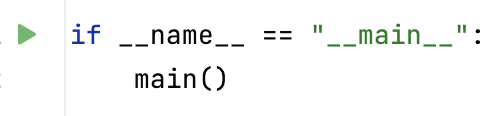 if __name__ == "__main__":
    main()